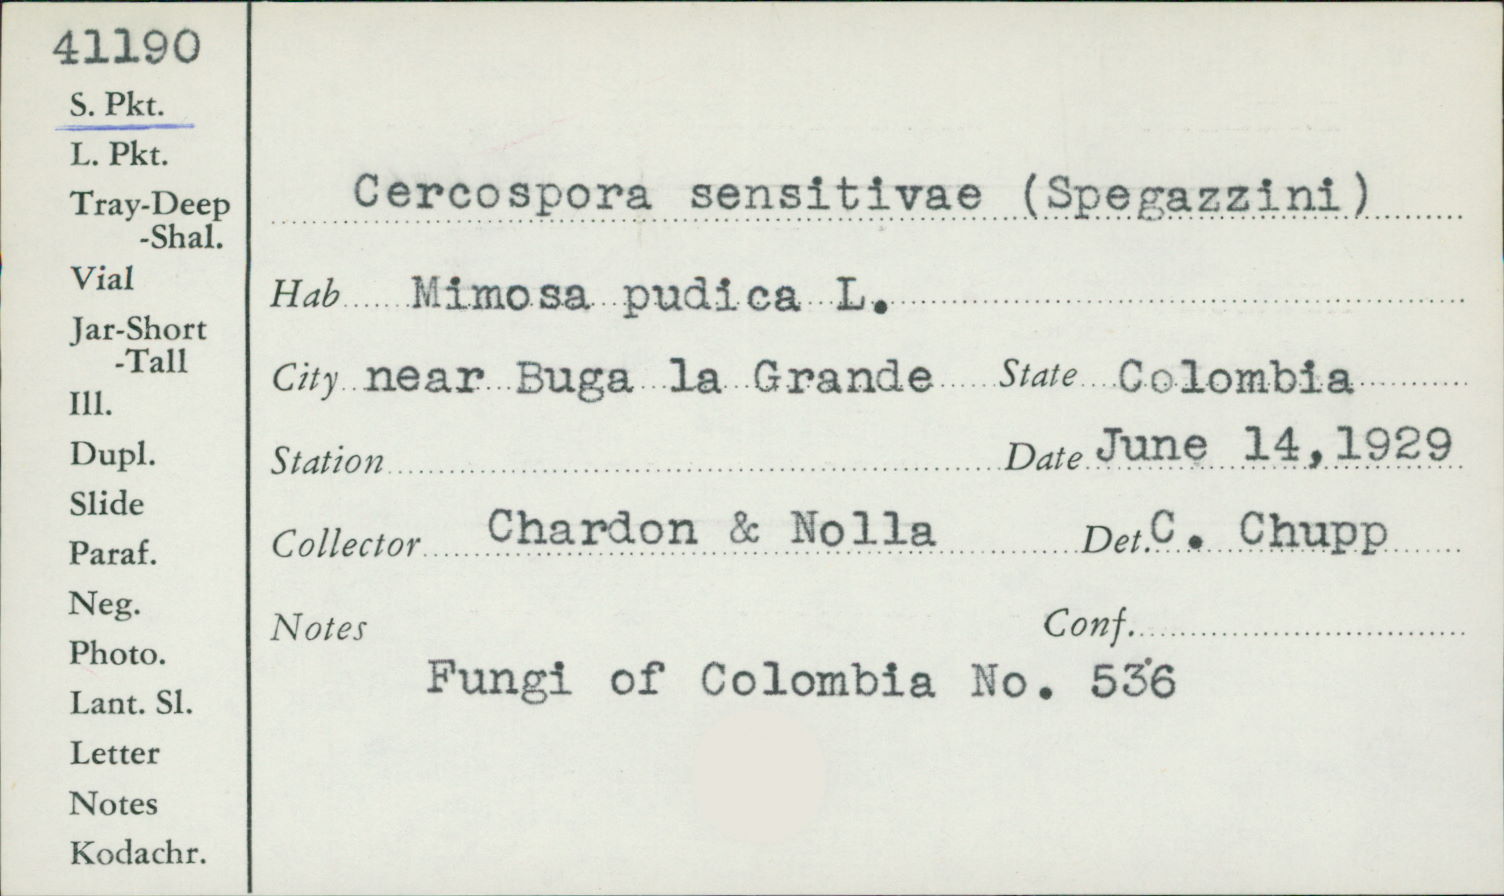 41190
S. Pkt.
L. Pkt.
Tray-Deep
-Shal.
Vial
Jar-Short
-Tall
Ill.
Dupl.
Slide
Paraf.
Neg.
Photo.
Lant. Sl.
Letter
Notes
Kodachr.
Cercospora sensitivae (Spegazzini)
Hab Mimosa pudica L.
City near Buga la Grande State Colombia
Station Date June 14, 1929
Collector Chardon & Nolla Det. C. Chupp
Notes Conf.
Fungi of Colombia No. 536